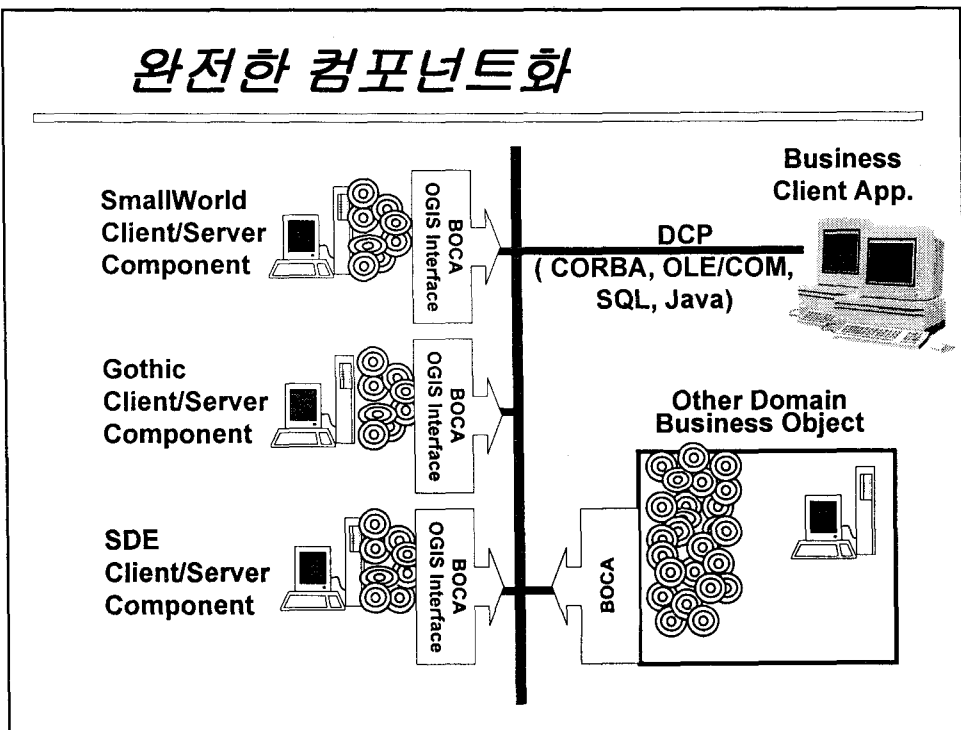 완전한 컴포넌트화
SmallWorld
Client/Server
Component
BOCA
OGIS Interface
Business
Client App.
DCP
( CORBA, OLE/COM,
SQL, Java)
Gothic
Client/Server
Component
BOCA
OGIS Interface
Other Domain
Business Object
SDE
Client/Server
Component
BOCA
OGIS Interface
BOCA